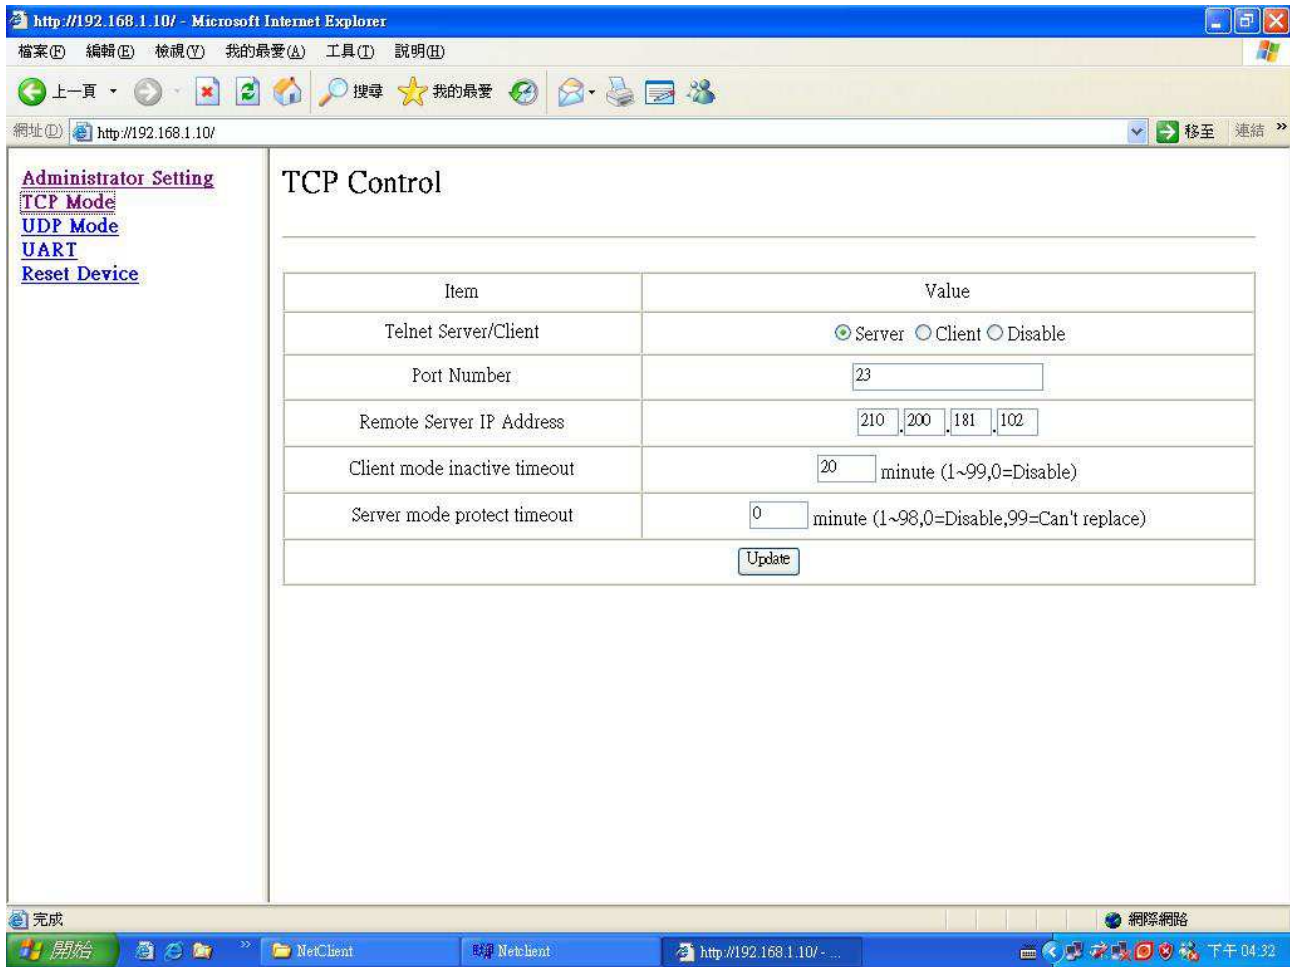 http://192.168.1.10/ - Microsoft Internet Explorer
檔案(F) 編輯(E) 檢視(V) 我的最愛(A) 工具(T) 說明(H)
上一頁 搜尋 我的最愛
網址(D) http://192.168.1.10/ 移至 連結 »
Administrator Setting
TCP Mode
UDP Mode
UART
Reset Device
TCP Control
Item Value
Telnet Server/Client Server Client Disable
Port Number 23
Remote Server IP Address 210 . 200 . 181 . 102
Client mode inactive timeout 20 minute (1~99,0=Disable)
Server mode protect timeout 0 minute (1~98,0=Disable,99=Can't replace)
Update
完成 網際網路
開始 » NetClient Netclient http://192.168.1.10/ - ... 下午 04:32